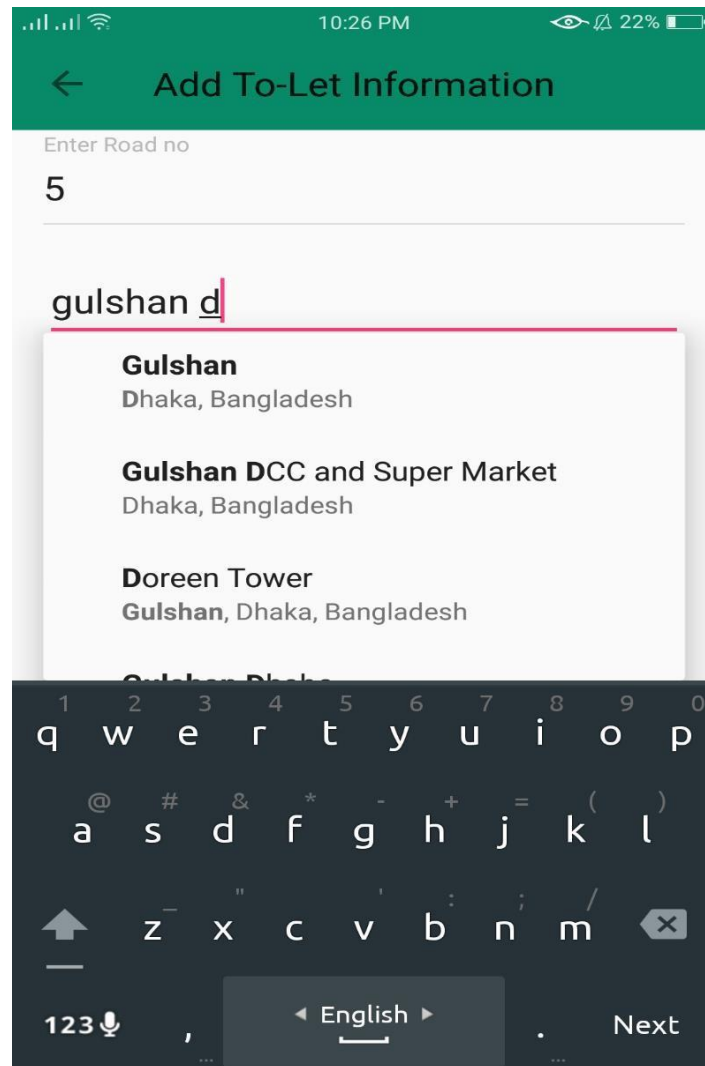 10:26 PM 22%
Add To-Let Information
Enter Road no
5
gulshan d
Gulshan
Dhaka, Bangladesh
Gulshan DCC and Super Market
Dhaka, Bangladesh
Doreen Tower
Gulshan, Dhaka, Bangladesh
Gulshan Dhaka
1 2 3 4 5 6 7 8 9 0
q w e r t y u i o p
@ # & * - + = ( )
a s d f g h j k l
_ " ' : ; /
z x c v b n m
123 , ◄ English ► . Next
... ...